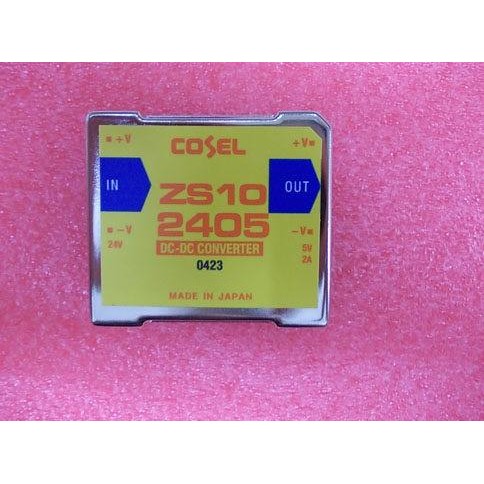 COSEL
+V
+V
IN
ZS10
OUT
2405
-V
-V
24V
DC-DC CONVERTER
5V
0423
2A
MADE IN JAPAN